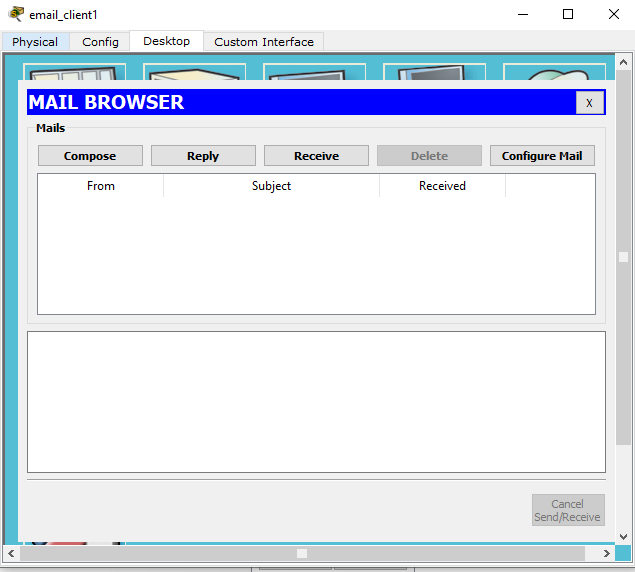 email_client1
Physical Config Desktop Custom Interface
MAIL BROWSER X
Mails
Compose Reply Receive Delete Configure Mail
From Subject Received
Cancel
Send/Receive